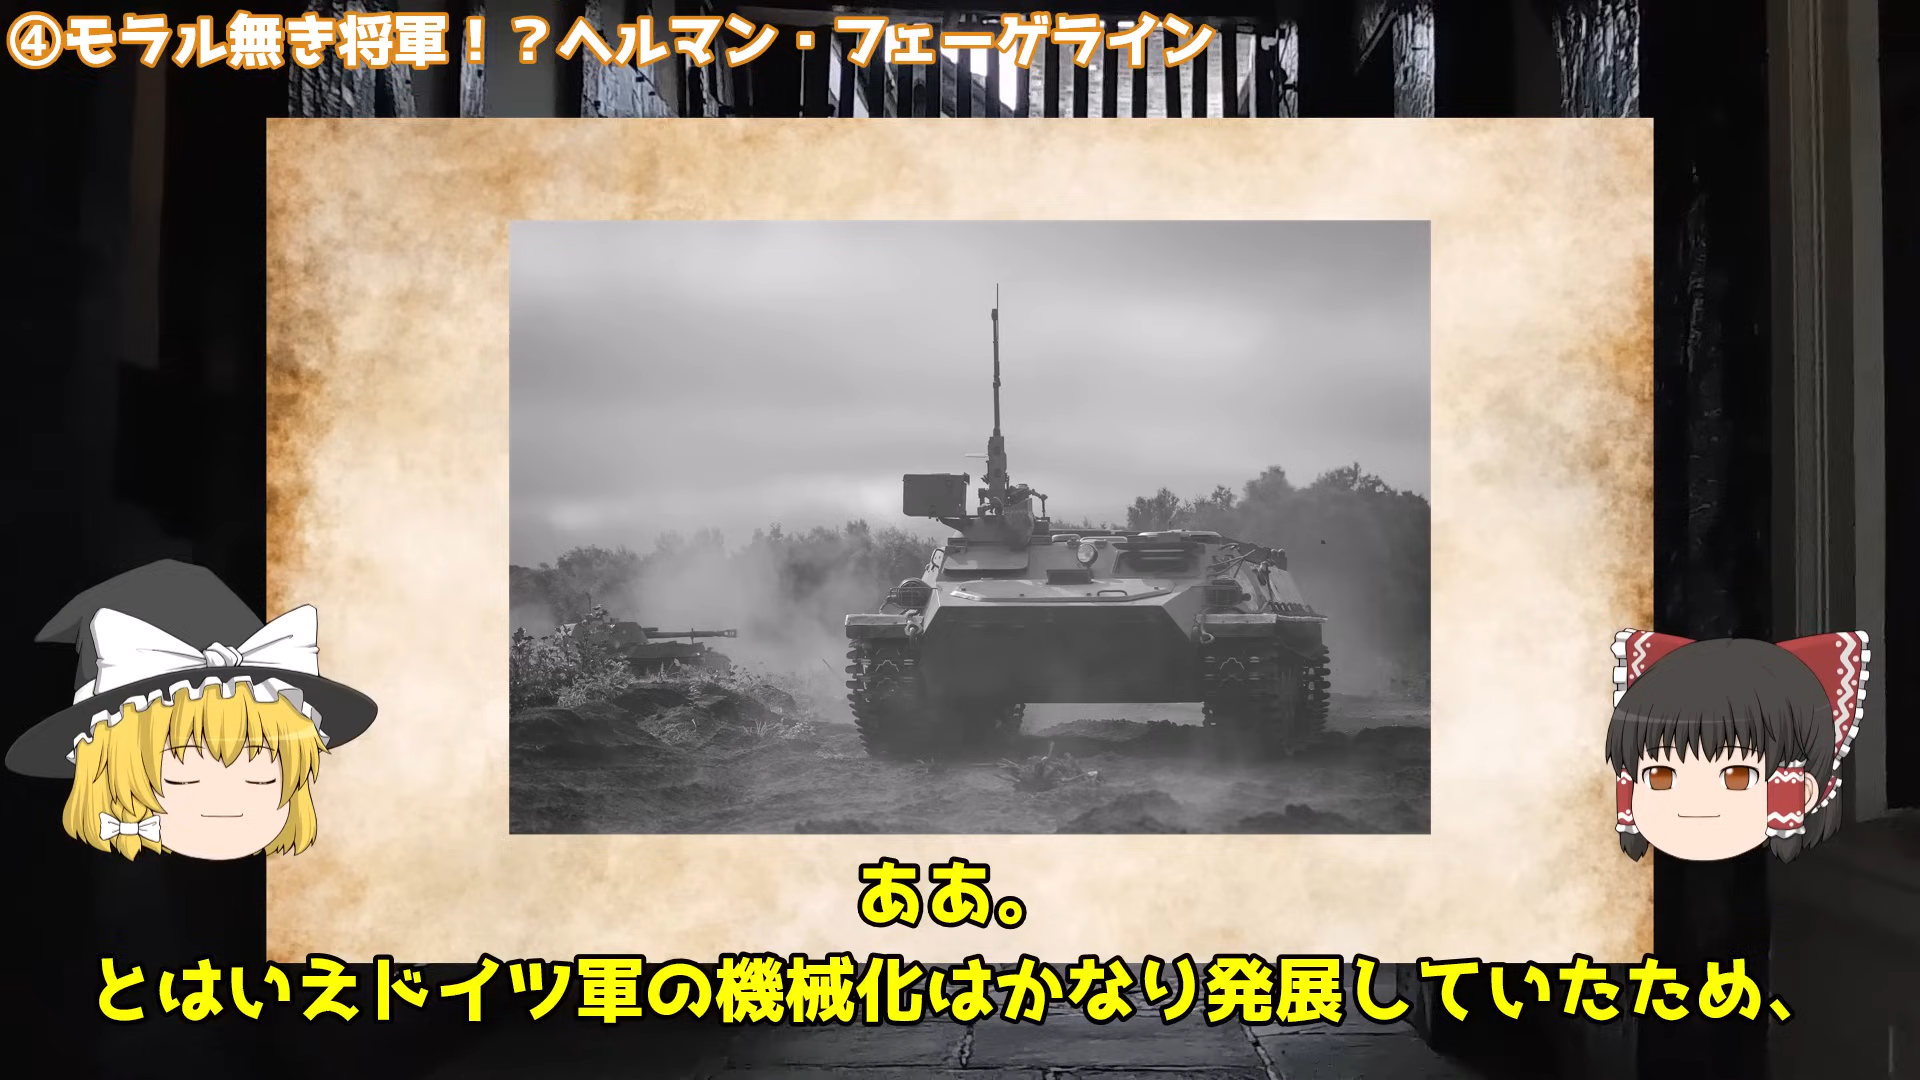 ④モラル無き将軍！？ヘルマン・フェーゲライン
ああ。
とはいえドイツ軍の機械化はかなり発展していたため、